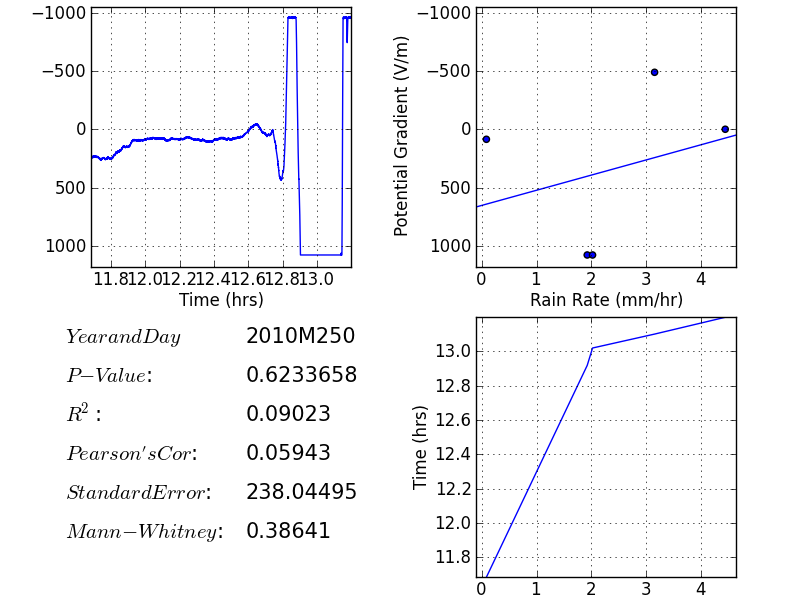 −1000
−500
0
500
1000
11.8 12.0 12.2 12.4 12.6 12.8 13.0
Time (hrs)
Potential Gradient (V/m)
−1000
−500
0
500
1000
0 1 2 3 4
Rain Rate (mm/hr)
YearandDay 2010M250
P−Value: 0.6233658
R²: 0.09023
Pearson'sCor: 0.05943
StandardError: 238.04495
Mann−Whitney: 0.38641
Time (hrs)
13.0
12.8
12.6
12.4
12.2
12.0
11.8
0 1 2 3 4